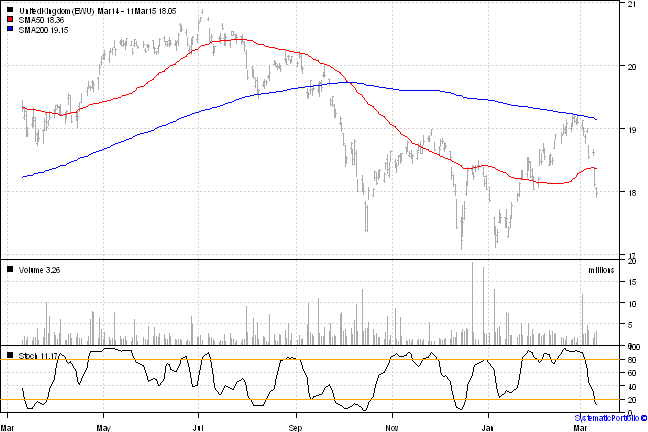 UnitedKingdom (EWU) Mar14 - 11Mar15 18.05
SMA50 18.36
SMA200 19.15
21
20
19
18
17
Volume 3.26
millions
20
15
10
5
Stoch 11.17
100
80
60
40
20
0
Mar May Jul Sep Nov Jan Mar
SystematicPortfolio ©